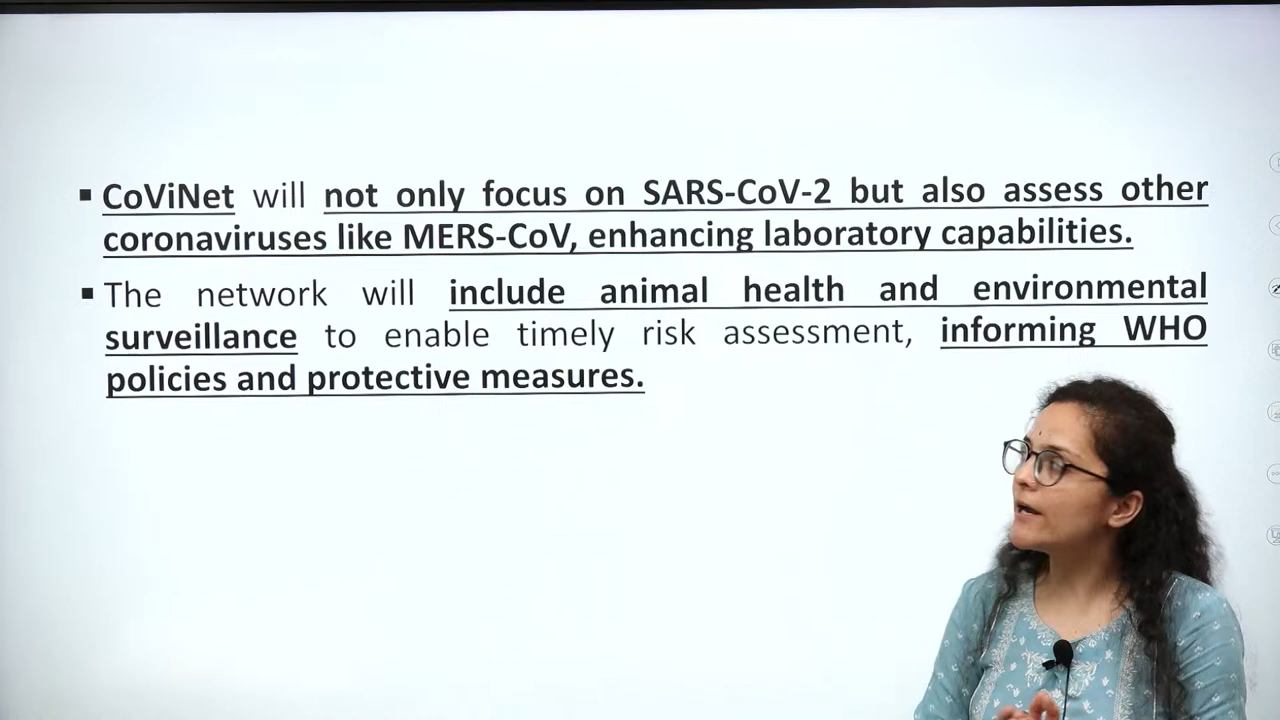 ▪ CoViNet will not only focus on SARS-CoV-2 but also assess other
coronaviruses like MERS-CoV, enhancing laboratory capabilities.
▪ The network will include animal health and environmental
surveillance to enable timely risk assessment, informing WHO
policies and protective measures.